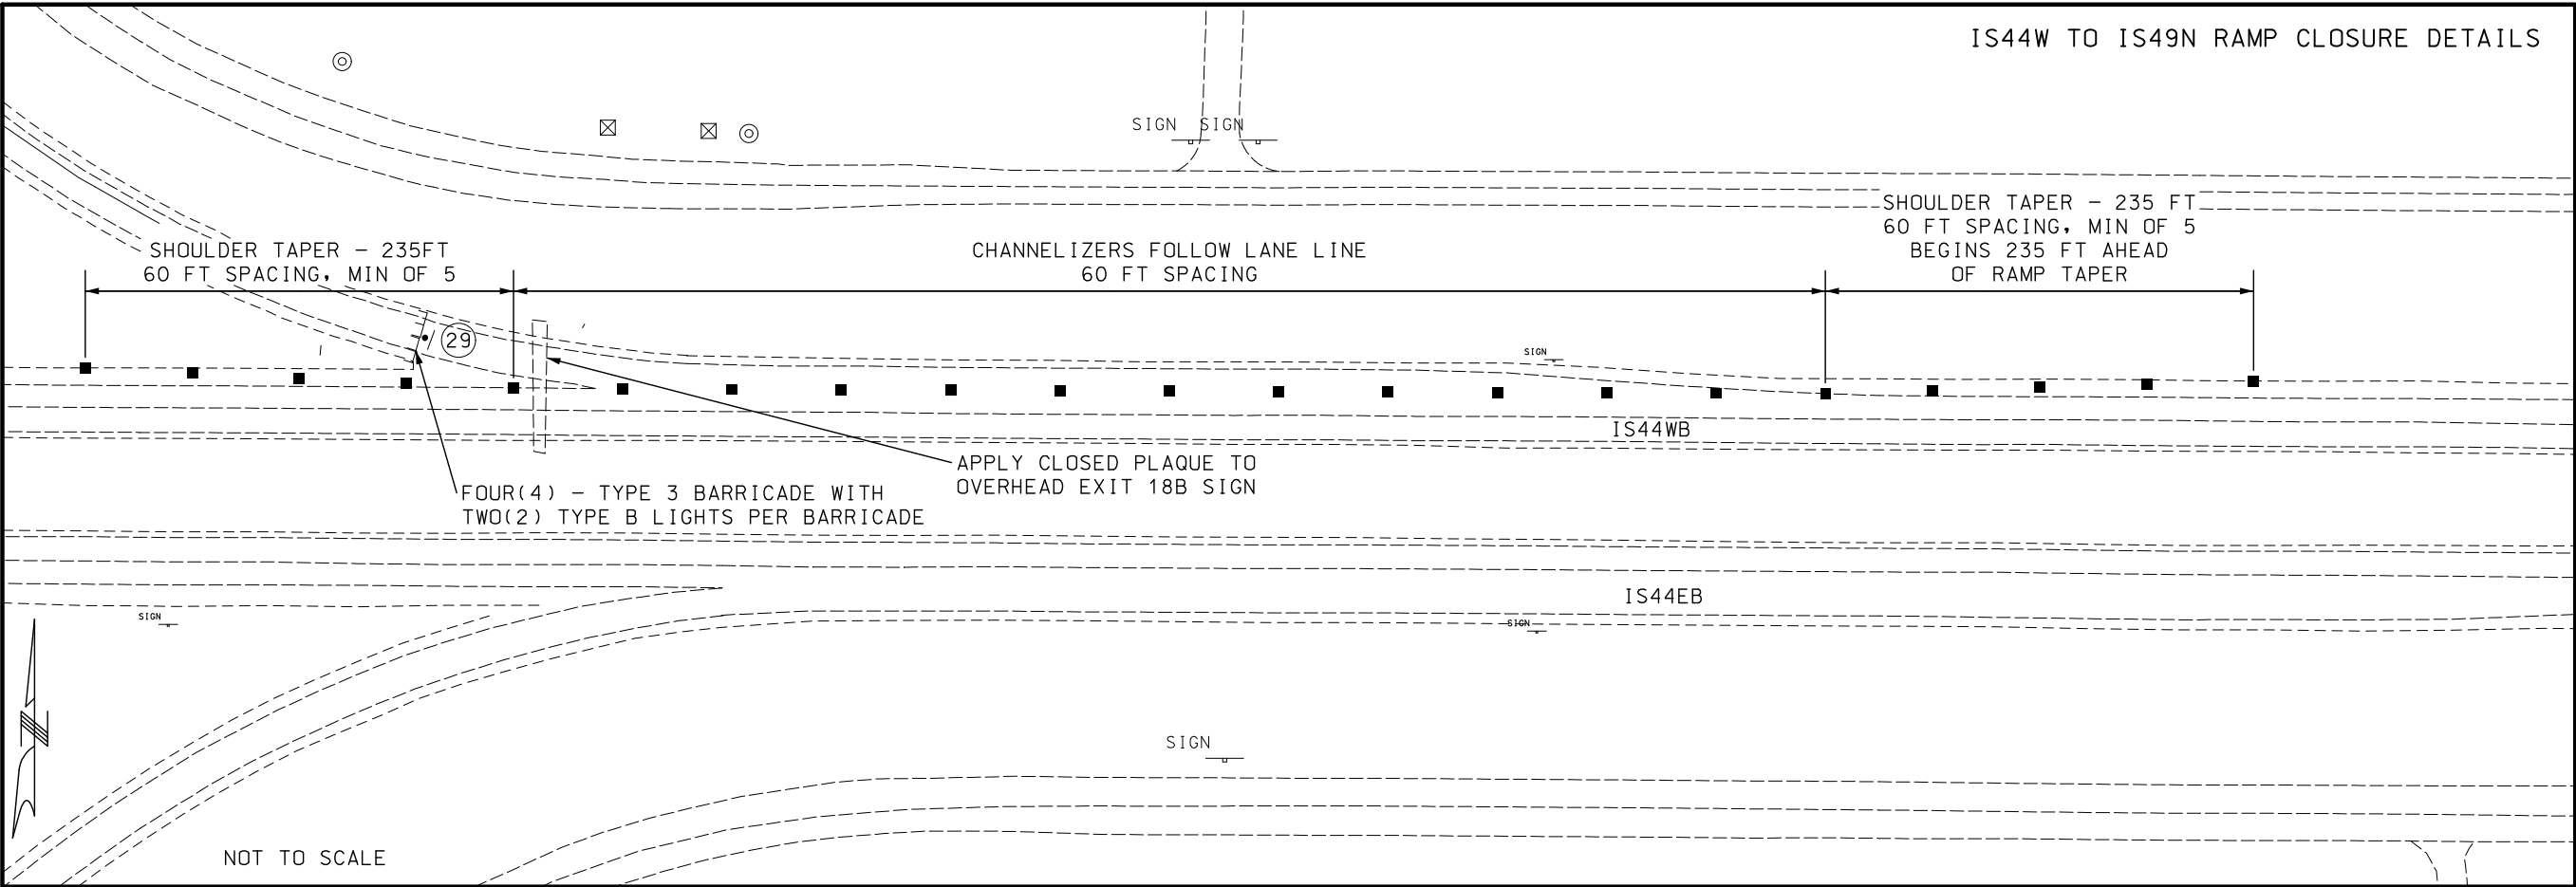 IS44W TO IS49N RAMP CLOSURE DETAILS
SIGN SIGN
SHOULDER TAPER - 235FT
60 FT SPACING, MIN OF 5
CHANNELIZERS FOLLOW LANE LINE
60 FT SPACING
SHOULDER TAPER - 235 FT
60 FT SPACING, MIN OF 5
BEGINS 235 FT AHEAD
OF RAMP TAPER
29
SIGN
IS44WB
APPLY CLOSED PLAQUE TO
OVERHEAD EXIT 18B SIGN
FOUR(4) - TYPE 3 BARRICADE WITH
TWO(2) TYPE B LIGHTS PER BARRICADE
IS44EB
SIGN
SIGN
N
SIGN
NOT TO SCALE